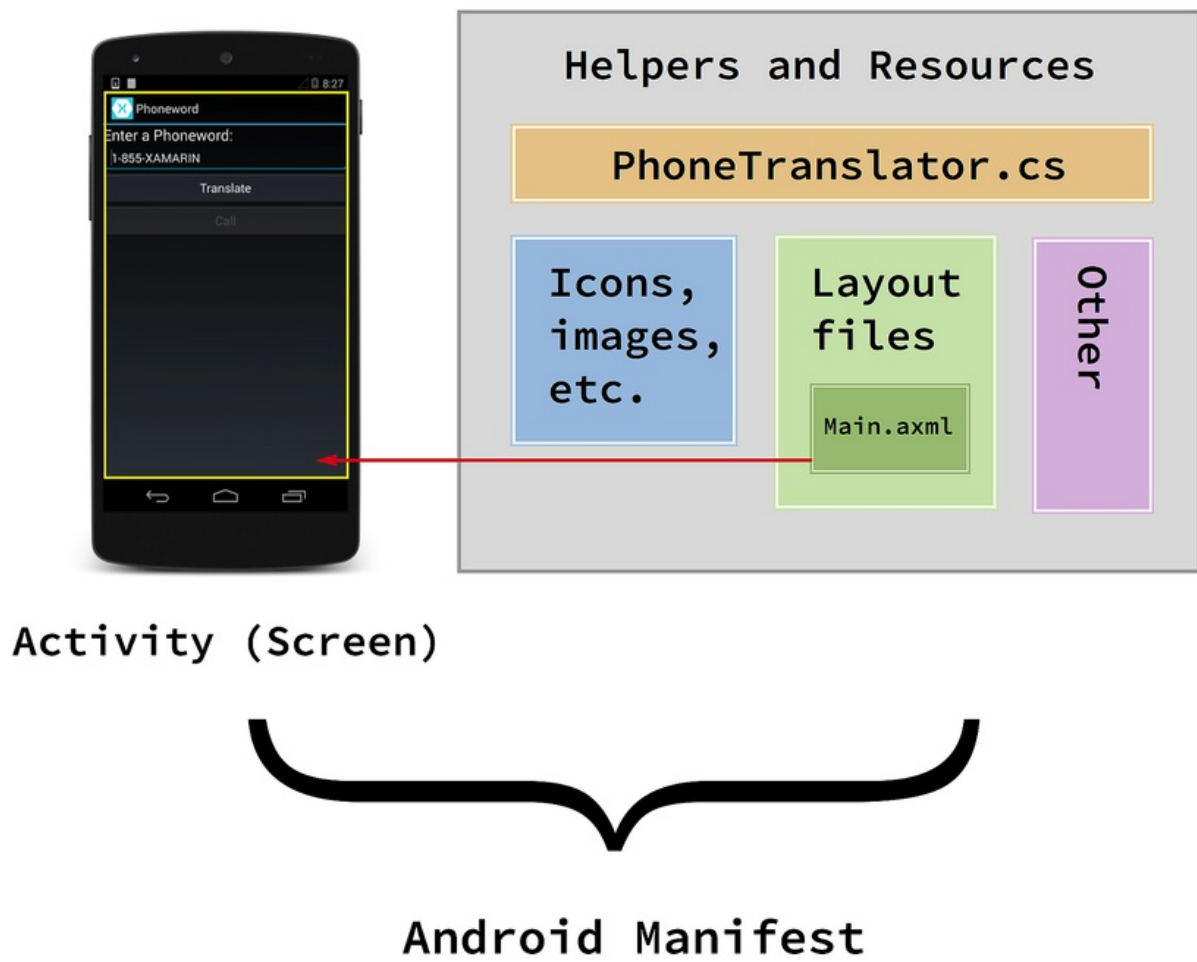 8:27
Phoneword
Enter a Phoneword:
1-855-XAMARIN
Translate
Call
Activity (Screen)
Helpers and Resources
PhoneTranslator.cs
Icons,
images,
etc.
Layout
files
Main.axml
Other
Android Manifest